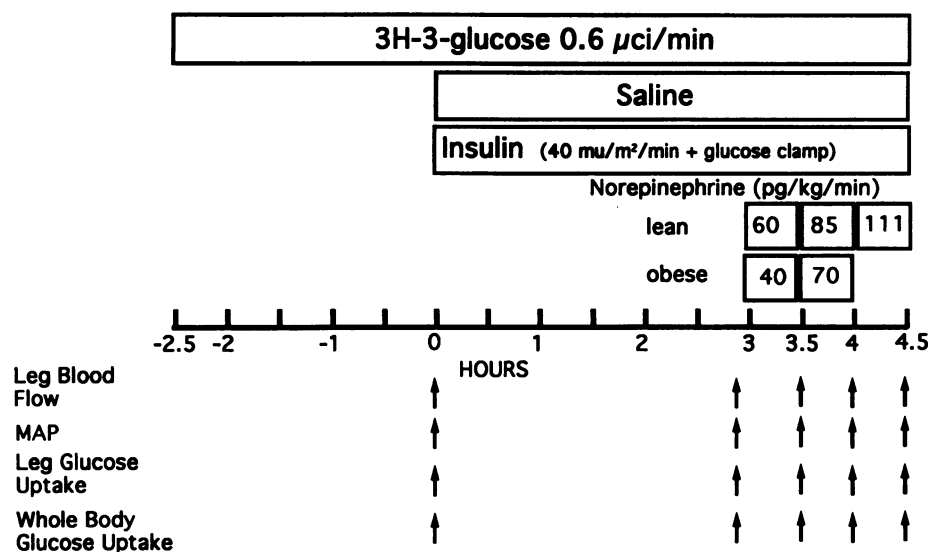 3H-3-glucose 0.6 µci/min
Saline
Insulin (40 mu/m²/min + glucose clamp)
Norepinephrine (pg/kg/min)
lean 60 85 111
obese 40 70
-2.5 -2 -1 0 1 2 3 3.5 4 4.5
HOURS
Leg Blood
Flow
MAP
Leg Glucose
Uptake
Whole Body
Glucose Uptake